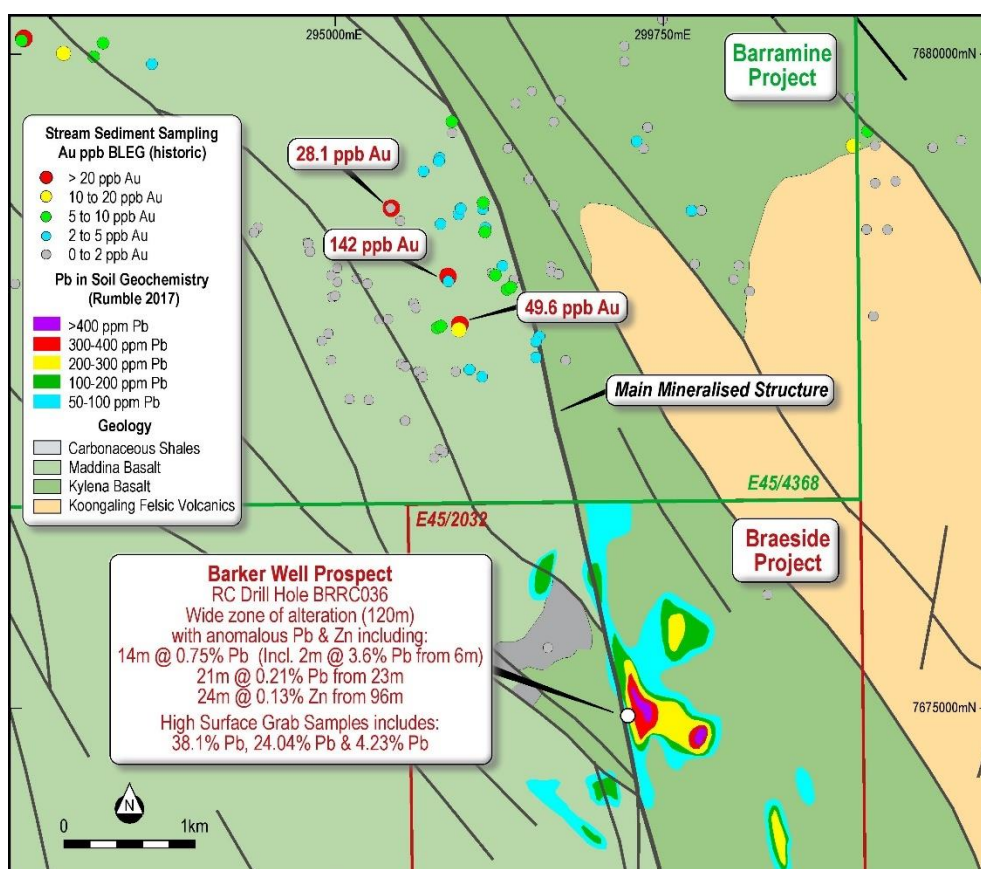 295000mE
299750mE
7680000mN
Barramine
Project
Stream Sediment Sampling
Au ppb BLEG (historic)
> 20 ppb Au
10 to 20 ppb Au
5 to 10 ppb Au
2 to 5 ppb Au
0 to 2 ppb Au
Pb in Soil Geochemistry
(Rumble 2017)
>400 ppm Pb
300-400 ppm Pb
200-300 ppm Pb
100-200 ppm Pb
50-100 ppm Pb
Geology
Carbonaceous Shales
Maddina Basalt
Kylena Basalt
Koongaling Felsic Volcanics
28.1 ppb Au
142 ppb Au
49.6 ppb Au
Main Mineralised Structure
E45/4368
E45/2032
Braeside
Project
Barker Well Prospect
RC Drill Hole BRRC036
Wide zone of alteration (120m)
with anomalous Pb & Zn including:
14m @ 0.75% Pb (Incl. 2m @ 3.6% Pb from 6m)
21m @ 0.21% Pb from 23m
24m @ 0.13% Zn from 96m
High Surface Grab Samples includes:
38.1% Pb, 24.04% Pb & 4.23% Pb
7675000mN
N
0 1km